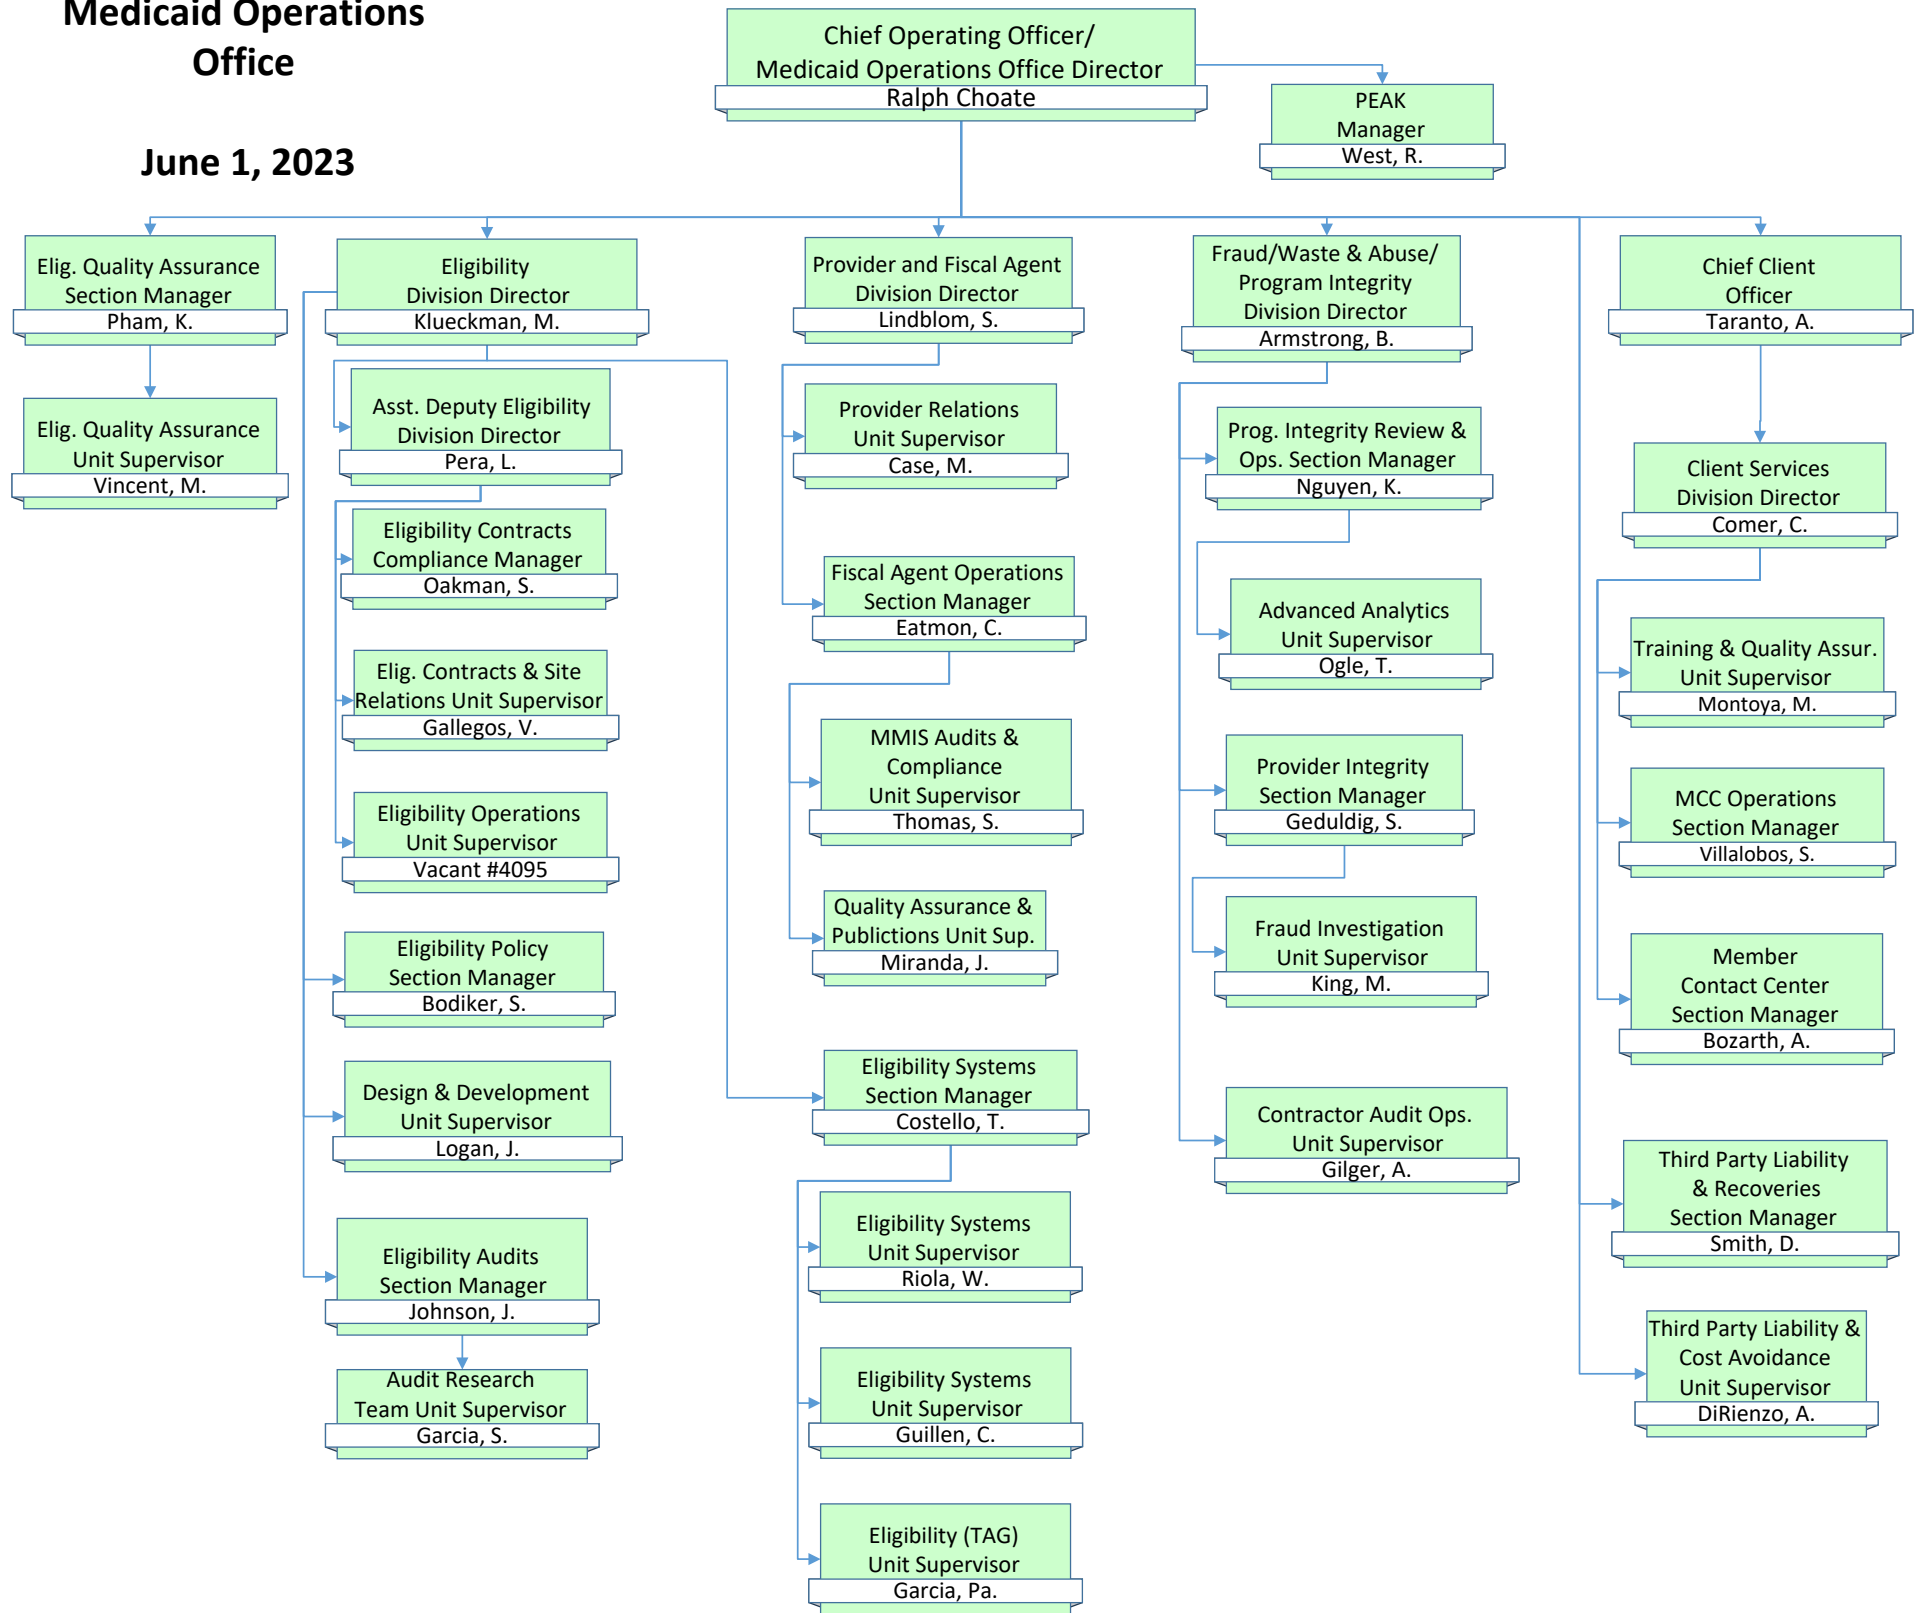 Medicaid Operations
Office
June 1, 2023
Chief Operating Officer/
Medicaid Operations Office Director
Ralph Choate
PEAK
Manager
West, R.
Elig. Quality Assurance
Section Manager
Pham, K.
Elig. Quality Assurance
Unit Supervisor
Vincent, M.
Eligibility
Division Director
Klueckman, M.
Asst. Deputy Eligibility
Division Director
Pera, L.
Eligibility Contracts
Compliance Manager
Oakman, S.
Elig. Contracts & Site
Relations Unit Supervisor
Gallegos, V.
Eligibility Operations
Unit Supervisor
Vacant #4095
Eligibility Policy
Section Manager
Bodiker, S.
Design & Development
Unit Supervisor
Logan, J.
Eligibility Audits
Section Manager
Johnson, J.
Audit Research
Team Unit Supervisor
Garcia, S.
Provider and Fiscal Agent
Division Director
Lindblom, S.
Provider Relations
Unit Supervisor
Case, M.
Fiscal Agent Operations
Section Manager
Eatmon, C.
MMIS Audits &
Compliance
Unit Supervisor
Thomas, S.
Quality Assurance &
Publictions Unit Sup.
Miranda, J.
Eligibility Systems
Section Manager
Costello, T.
Eligibility Systems
Unit Supervisor
Riola, W.
Eligibility Systems
Unit Supervisor
Guillen, C.
Eligibility (TAG)
Unit Supervisor
Garcia, Pa.
Fraud/Waste & Abuse/
Program Integrity
Division Director
Armstrong, B.
Prog. Integrity Review &
Ops. Section Manager
Nguyen, K.
Advanced Analytics
Unit Supervisor
Ogle, T.
Provider Integrity
Section Manager
Geduldig, S.
Fraud Investigation
Unit Supervisor
King, M.
Contractor Audit Ops.
Unit Supervisor
Gilger, A.
Chief Client
Officer
Taranto, A.
Client Services
Division Director
Comer, C.
Training & Quality Assur.
Unit Supervisor
Montoya, M.
MCC Operations
Section Manager
Villalobos, S.
Member
Contact Center
Section Manager
Bozarth, A.
Third Party Liability
& Recoveries
Section Manager
Smith, D.
Third Party Liability &
Cost Avoidance
Unit Supervisor
DiRienzo, A.